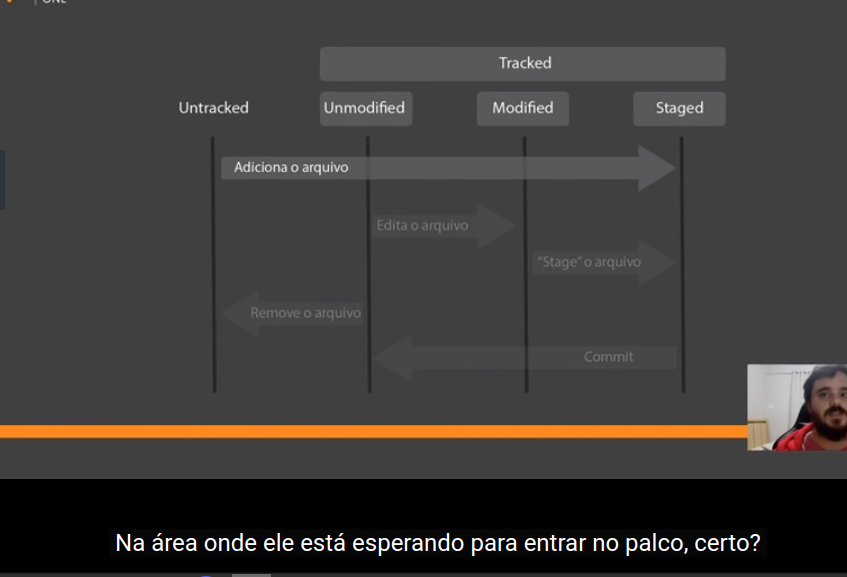 ONE
Tracked
Untracked
Unmodified
Modified
Staged
Adiciona o arquivo
Edita o arquivo
"Stage" o arquivo
Remove o arquivo
Commit
Na área onde ele está esperando para entrar no palco, certo?